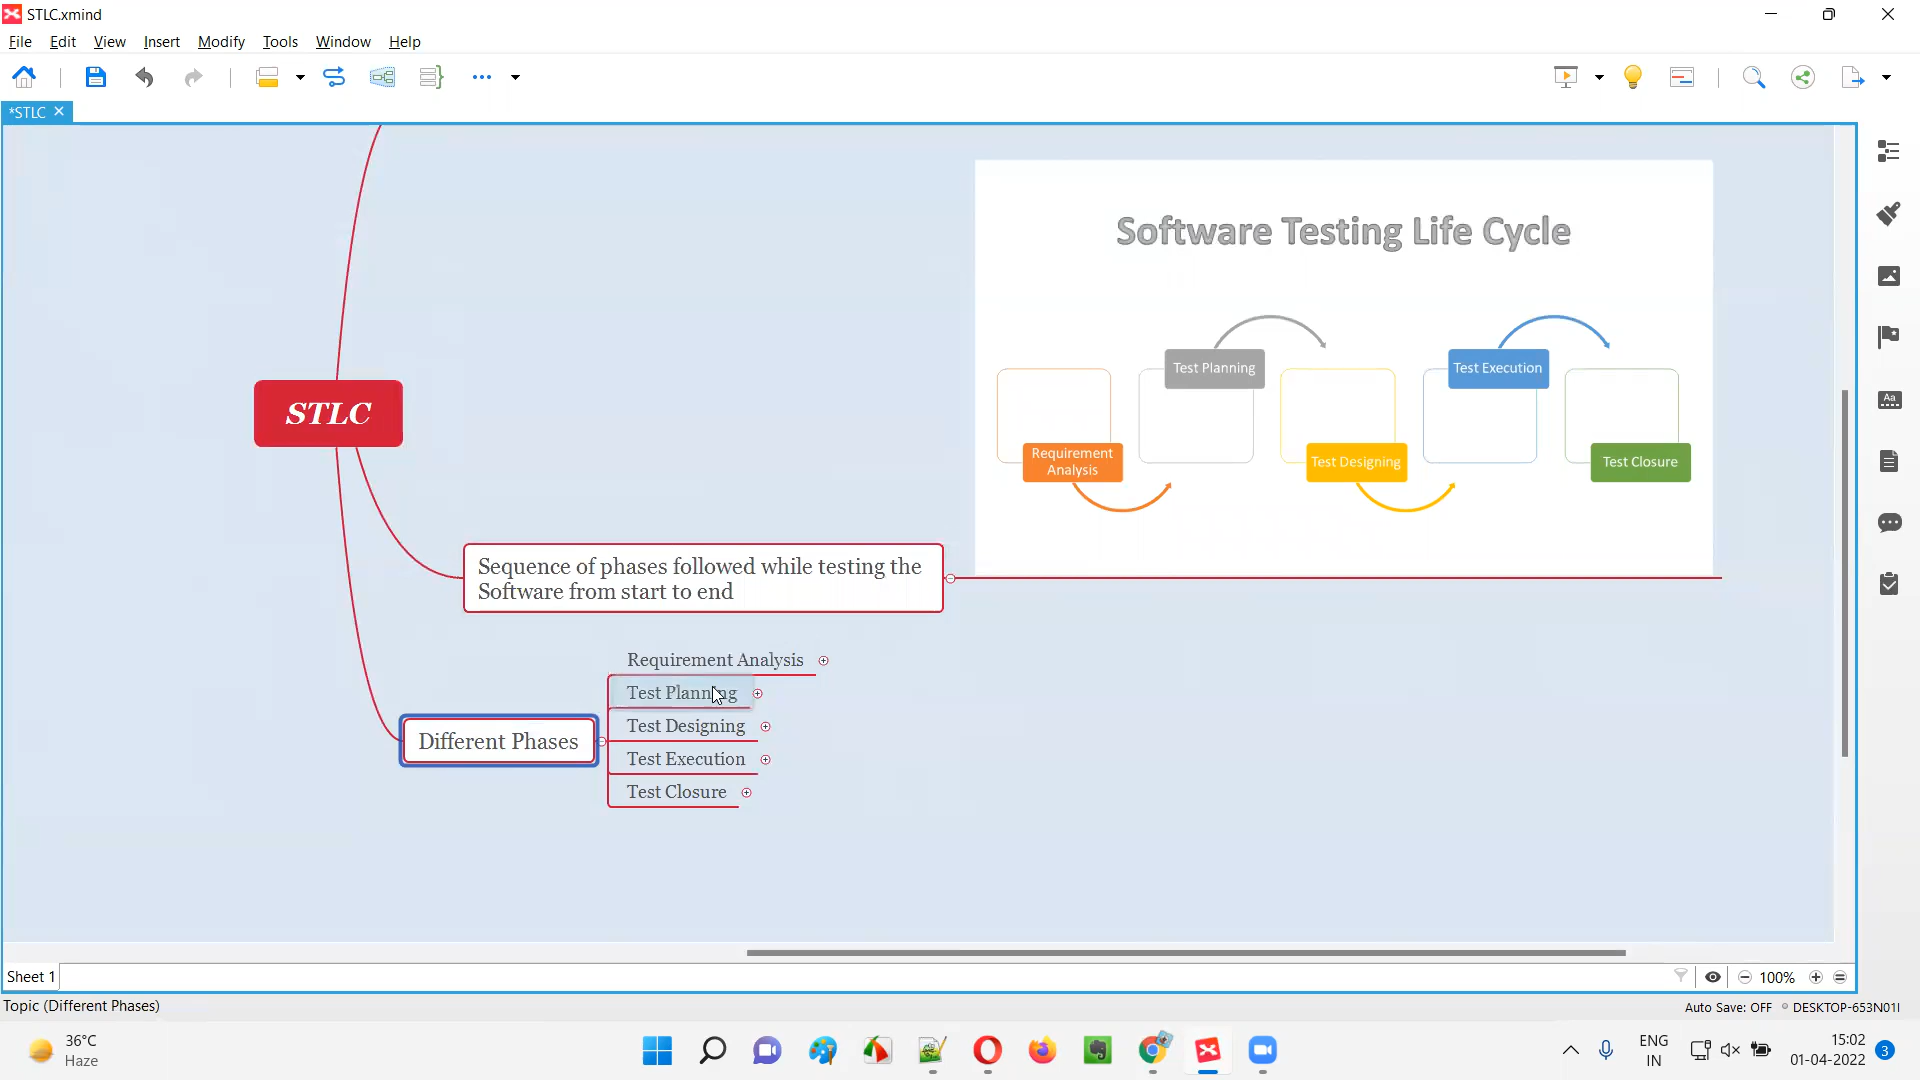 STLC.xmind
File Edit View Insert Modify Tools Window Help
*STLC
Software Testing Life Cycle
Test Planning
Test Execution
Requirement
Analysis
Test Designing
Test Closure
STLC
Sequence of phases followed while testing the
Software from start to end
Requirement Analysis
Test Planning
Test Designing
Different Phases
Test Execution
Test Closure
Aa
Sheet 1
100%
Topic (Different Phases)
Auto Save: OFF
DESKTOP-653N01I
36°C
Haze
ENG
IN
15:02
01-04-2022
3